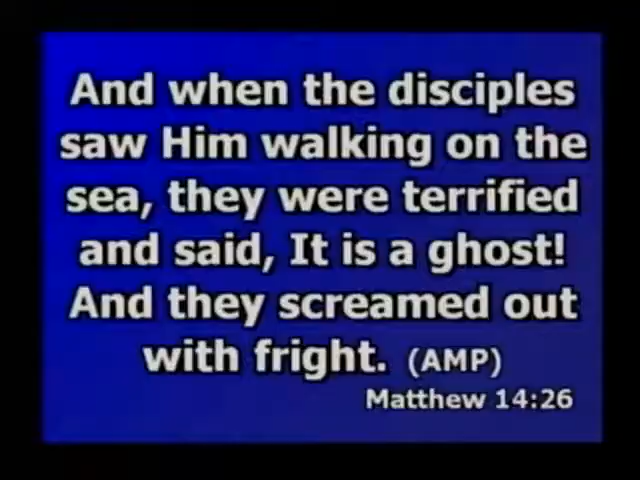 And when the disciples
saw Him walking on the
sea, they were terrified
and said, It is a ghost!
And they screamed out
with fright. (AMP)
Matthew 14:26